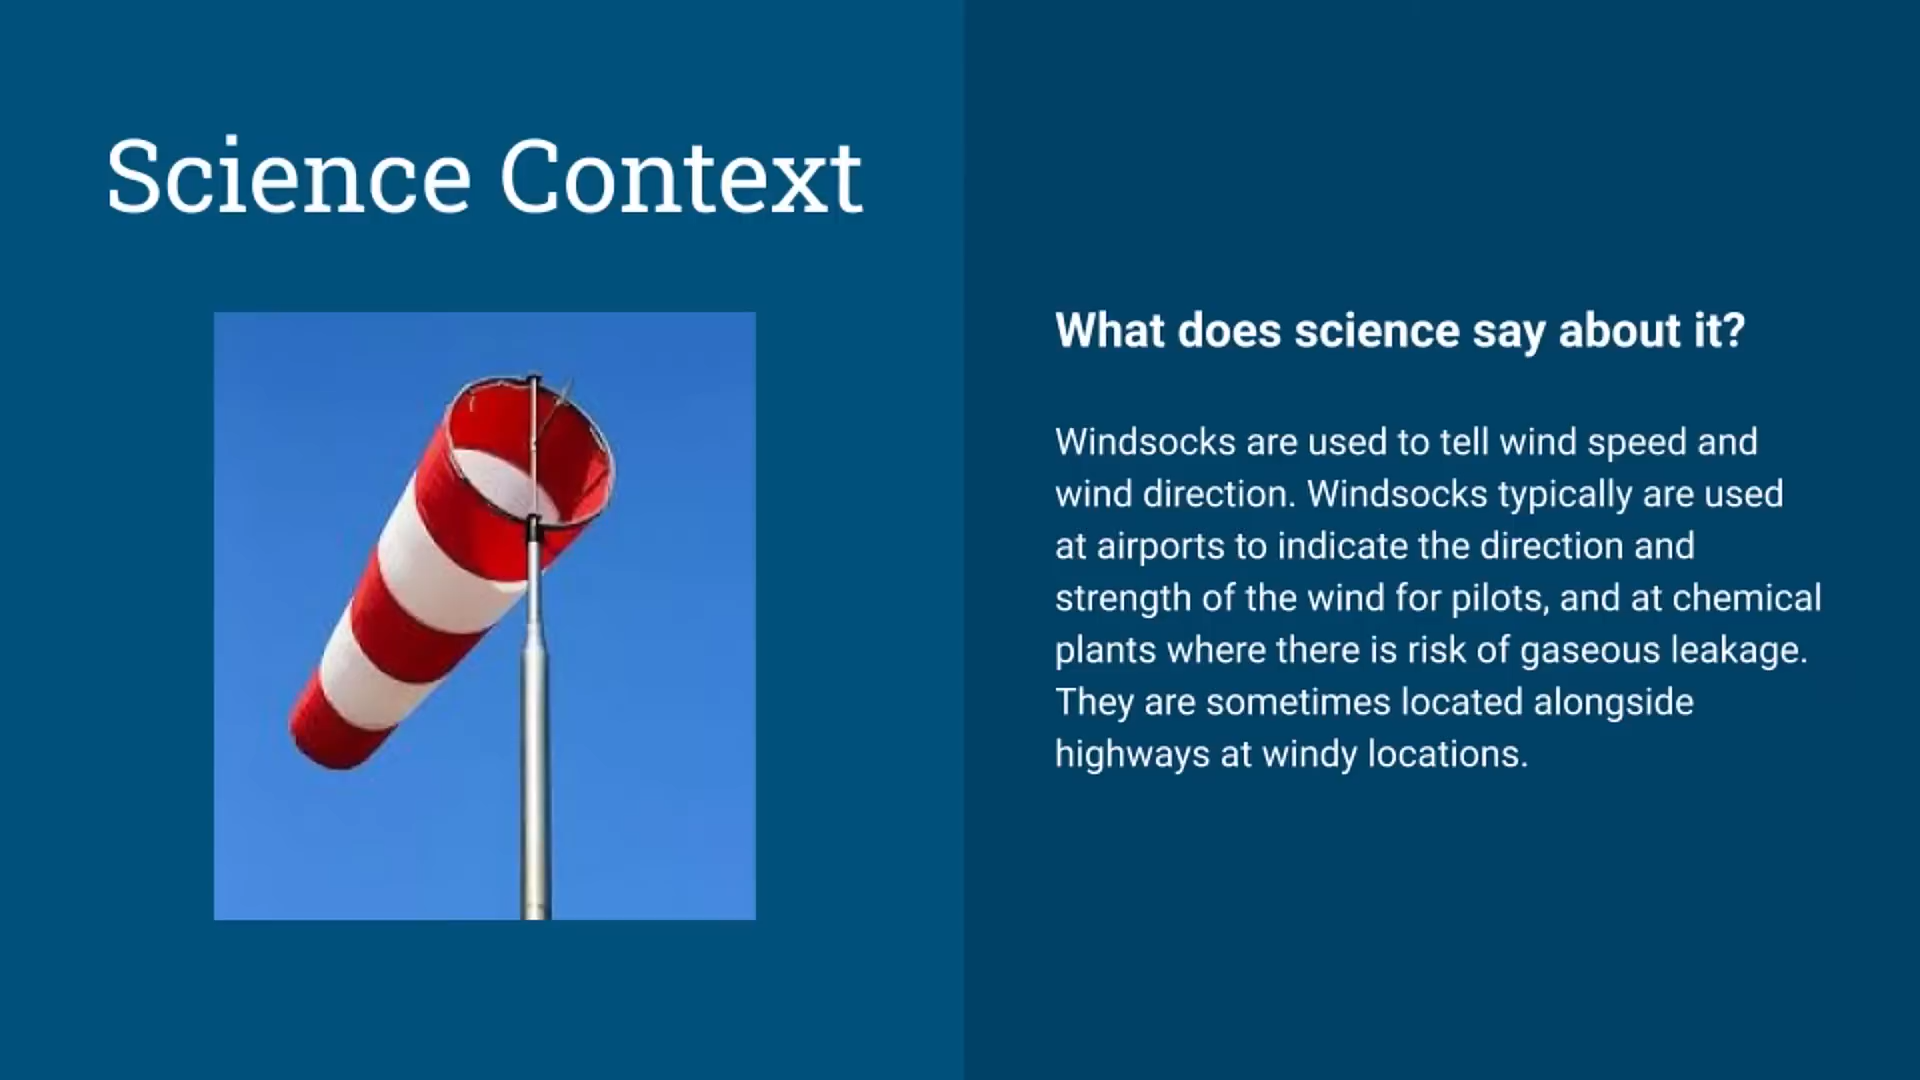 Science Context
What does science say about it?
Windsocks are used to tell wind speed and
wind direction. Windsocks typically are used
at airports to indicate the direction and
strength of the wind for pilots, and at chemical
plants where there is risk of gaseous leakage.
They are sometimes located alongside
highways at windy locations.